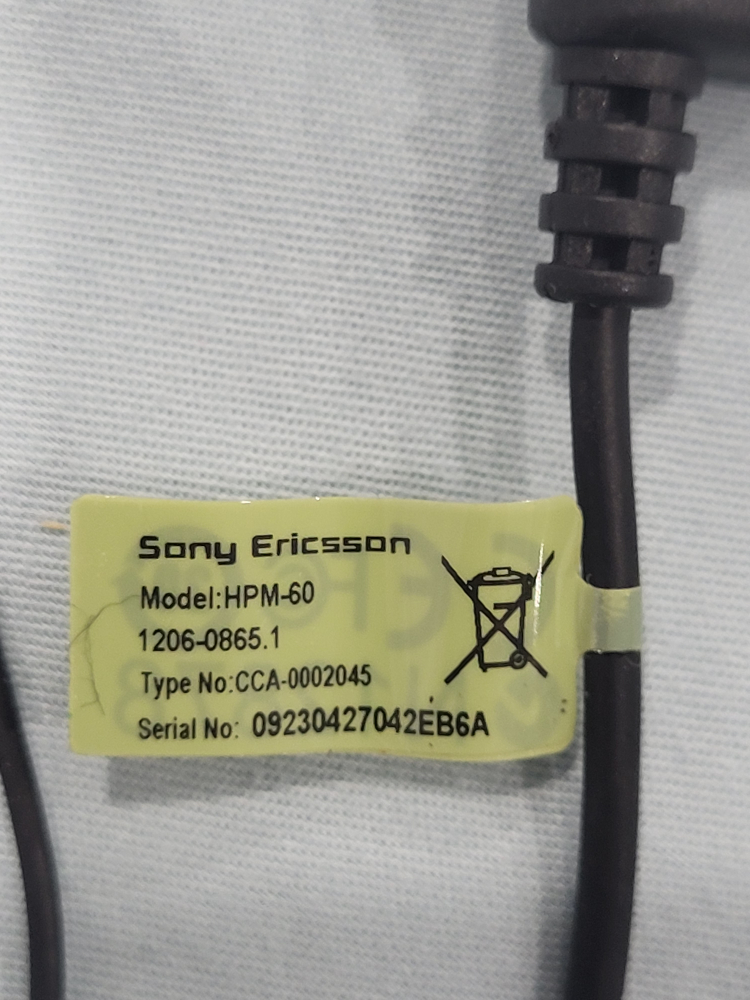 Sony Ericsson
Model:HPM-60
1206-0865.1
Type No:CCA-0002045
Serial No: 09230427042EB6A